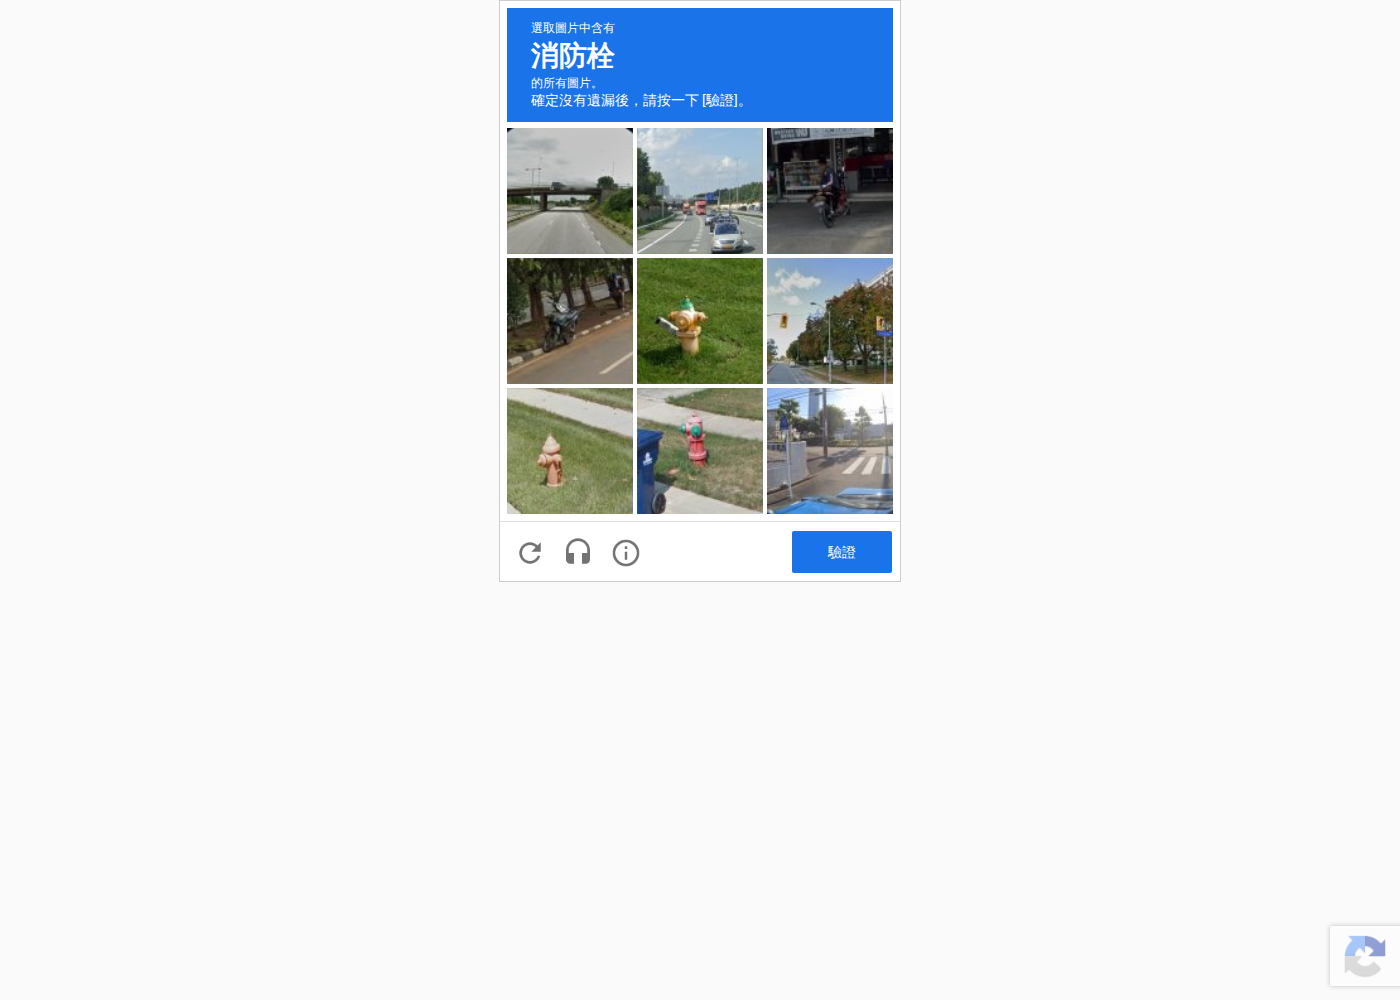 選取圖片中含有
消防栓
的所有圖片。
確定沒有遺漏後，請按一下 [驗證]。
驗證